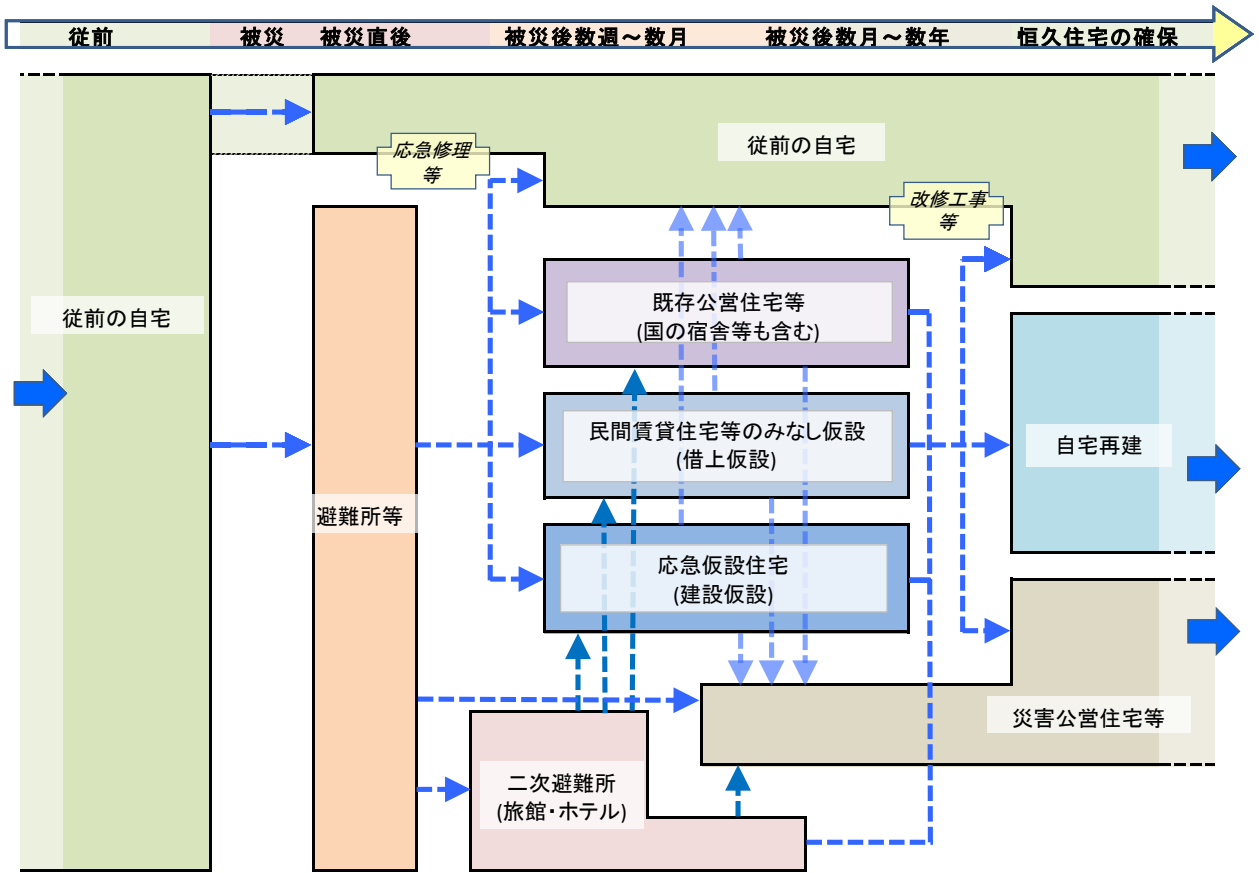 従前
被災
被災直後
被災後数週～数月
被災後数月～数年
恒久住宅の確保
応急修理
等
従前の自宅
改修工事
等
従前の自宅
既存公営住宅等
(国の宿舎等も含む)
民間賃貸住宅等のみなし仮設
(借上仮設)
自宅再建
避難所等
応急仮設住宅
(建設仮設)
災害公営住宅等
二次避難所
(旅館・ホテル)